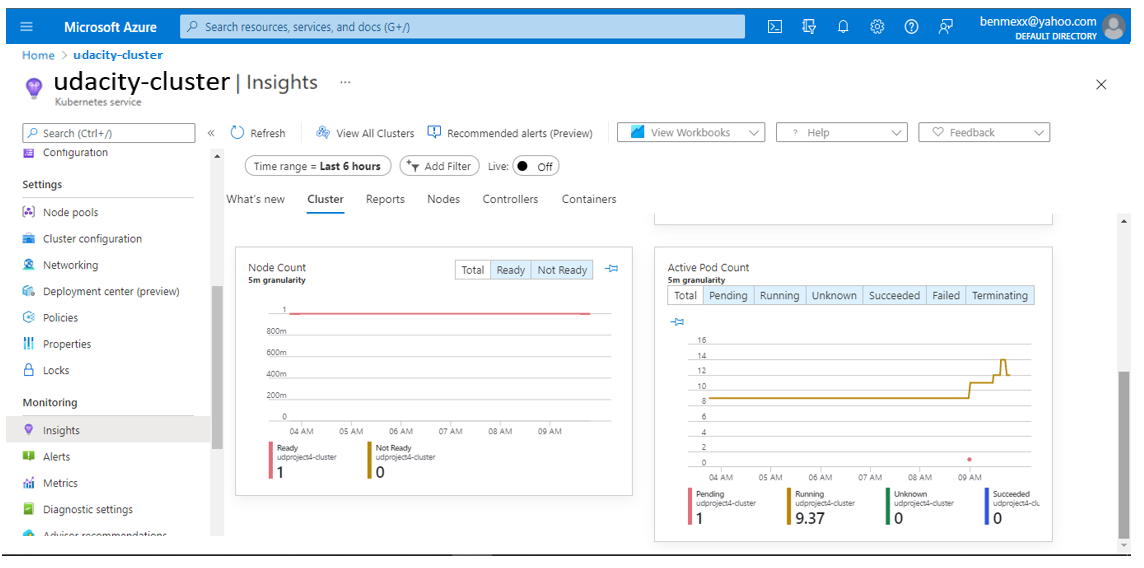 Microsoft Azure
Search resources, services, and docs (G+/)
benmexx@yahoo.com
DEFAULT DIRECTORY
Home > udacity-cluster
udacity-cluster | Insights ...
Kubernetes service
Search (Ctrl+/)
«
Refresh
View All Clusters
Recommended alerts (Preview)
View Workbooks
? Help
Feedback
Configuration
Settings
Node pools
Cluster configuration
Networking
Deployment center (preview)
Policies
Properties
Locks
Monitoring
Insights
Alerts
Metrics
Diagnostic settings
Advisor recommendations
Time range = Last 6 hours
Add Filter
Live: Off
What's new Cluster Reports Nodes Controllers Containers
Node Count
5m granularity
Total Ready Not Ready
1
800m
600m
400m
200m
0
04 AM 05 AM 06 AM 07 AM 08 AM 09 AM
Ready
udproject4-cluster
1
Not Ready
udproject4-cluster
0
Active Pod Count
5m granularity
Total Pending Running Unknown Succeeded Failed Terminating
16
14
12
10
8
6
4
2
0
04 AM 05 AM 06 AM 07 AM 08 AM 09 AM
Pending
udproject4-cluster
1
Running
udproject4-cluster
9.37
Unknown
udproject4-cluster
0
Succeeded
udproject4-clu
0